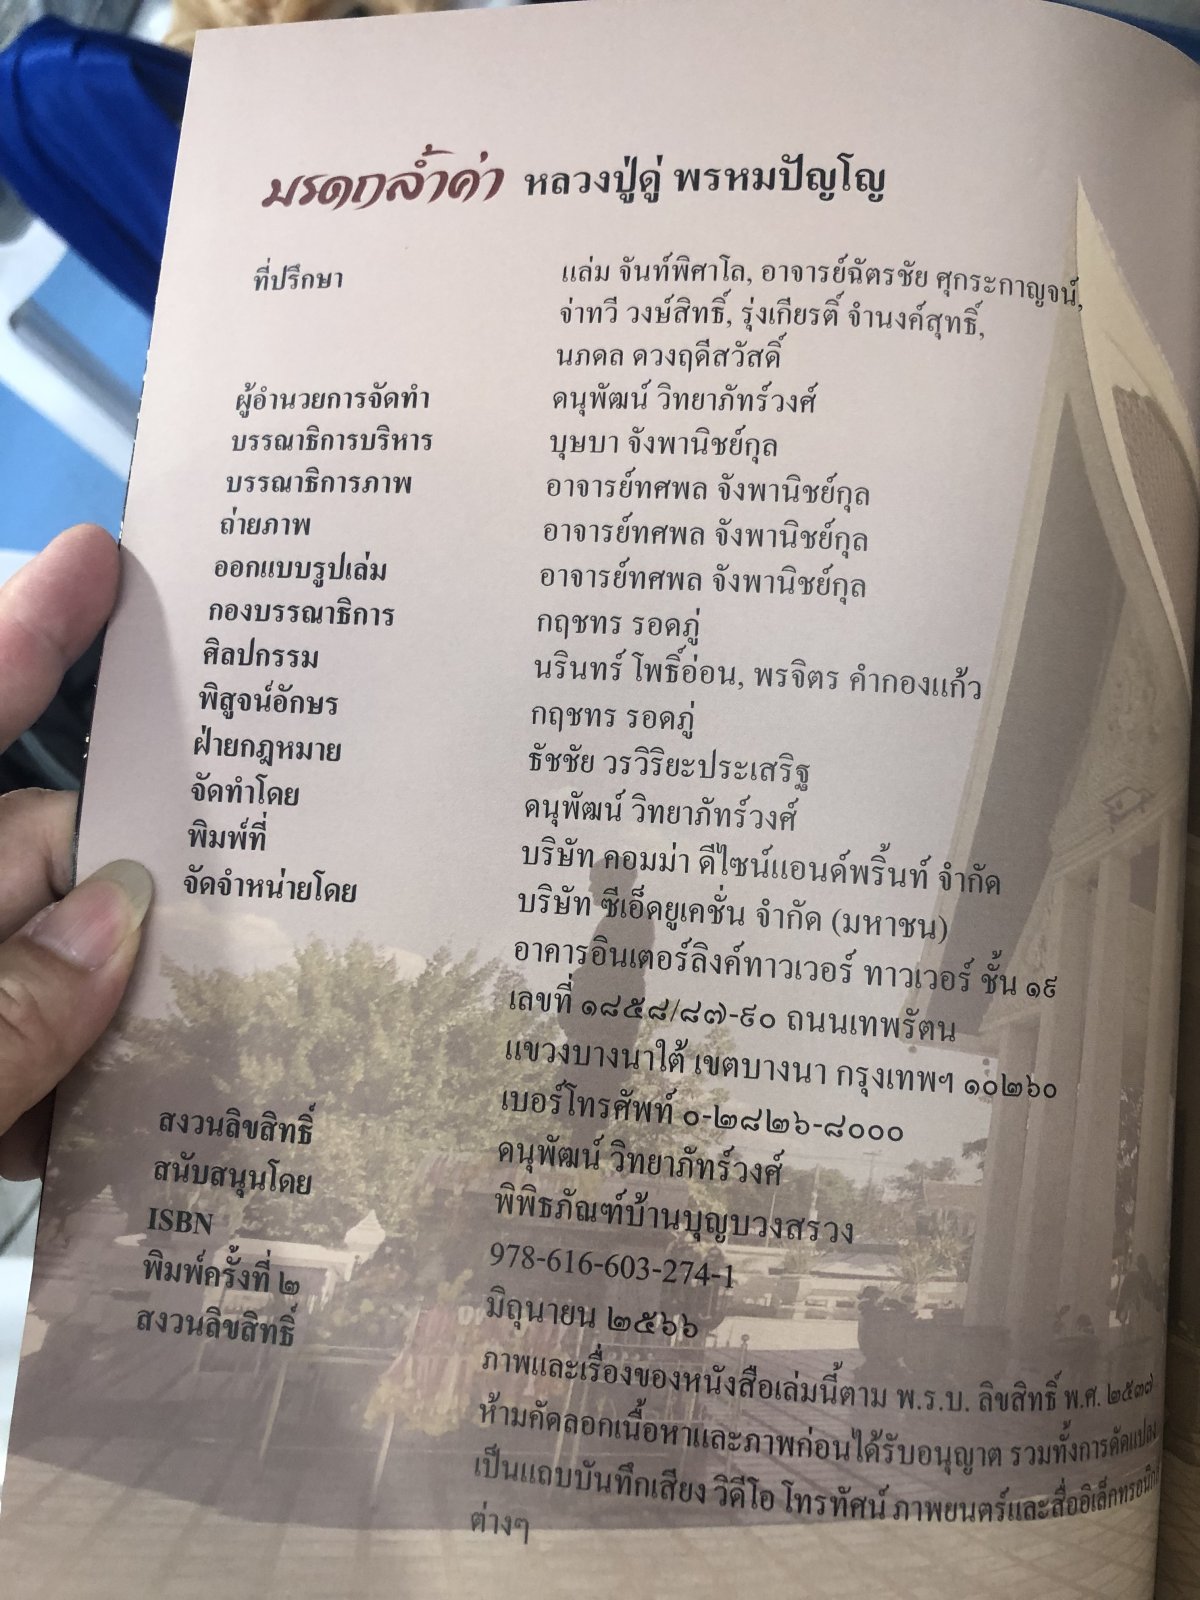 มรดกล้ำค่า หลวงปู่ดู่ พรหมปัญโญ
ที่ปรึกษา แล่ม จันท์พิศาโล, อาจารย์ฉัตรชัย ศุกระกาญจน์,
จ่าทวี วงษ์สิทธิ์, รุ่งเกียรติ์ จำนงค์สุทธิ์,
นภดล ดวงฤดีสวัสดิ์
ผู้อำนวยการจัดทำ ดนุพัฒน์ วิทยาภัทร์วงศ์
บรรณาธิการบริหาร บุษบา จังพานิชย์กุล
บรรณาธิการภาพ อาจารย์ทศพล จังพานิชย์กุล
ถ่ายภาพ อาจารย์ทศพล จังพานิชย์กุล
ออกแบบรูปเล่ม อาจารย์ทศพล จังพานิชย์กุล
กองบรรณาธิการ กฤชทร รอดภู่
ศิลปกรรม นรินทร์ โพธิ์อ่อน, พรจิตร คำกองแก้ว
พิสูจน์อักษร กฤชทร รอดภู่
ฝ่ายกฎหมาย ธัชชัย วรวิริยะประเสริฐ
จัดทำโดย ดนุพัฒน์ วิทยาภัทร์วงศ์
พิมพ์ที่ บริษัท คอมม่า ดีไซน์แอนด์พริ้นท์ จำกัด
จัดจำหน่ายโดย บริษัท ซีเอ็ดยูเคชั่น จำกัด (มหาชน)
อาคารอินเตอร์ลิงค์ทาวเวอร์ ทาวเวอร์ ชั้น ๑๙
เลขที่ ๑๘๕๘/๘๗-๙๐ ถนนเทพรัตน
แขวงบางนาใต้ เขตบางนา กรุงเทพฯ ๑๐๒๖๐
เบอร์โทรศัพท์ ๐-๒๘๒๖-๘๐๐๐
สงวนลิขสิทธิ์ ดนุพัฒน์ วิทยาภัทร์วงศ์
สนับสนุนโดย พิพิธภัณฑ์บ้านบุญบวงสรวง
ISBN 978-616-603-274-1
พิมพ์ครั้งที่ ๒ มิถุนายน ๒๕๖๖
สงวนลิขสิทธิ์ ภาพและเรื่องของหนังสือเล่มนี้ตาม พ.ร.บ. ลิขสิทธิ์ พ.ศ. ๒๕๓๗
ห้ามคัดลอกเนื้อหาและภาพก่อนได้รับอนุญาต รวมทั้งการดัดแปลง
เป็นแถบบันทึกเสียง วิดีโอ โทรทัศน์ ภาพยนตร์และสื่ออิเล็กทรอนิกส์
ต่างๆ